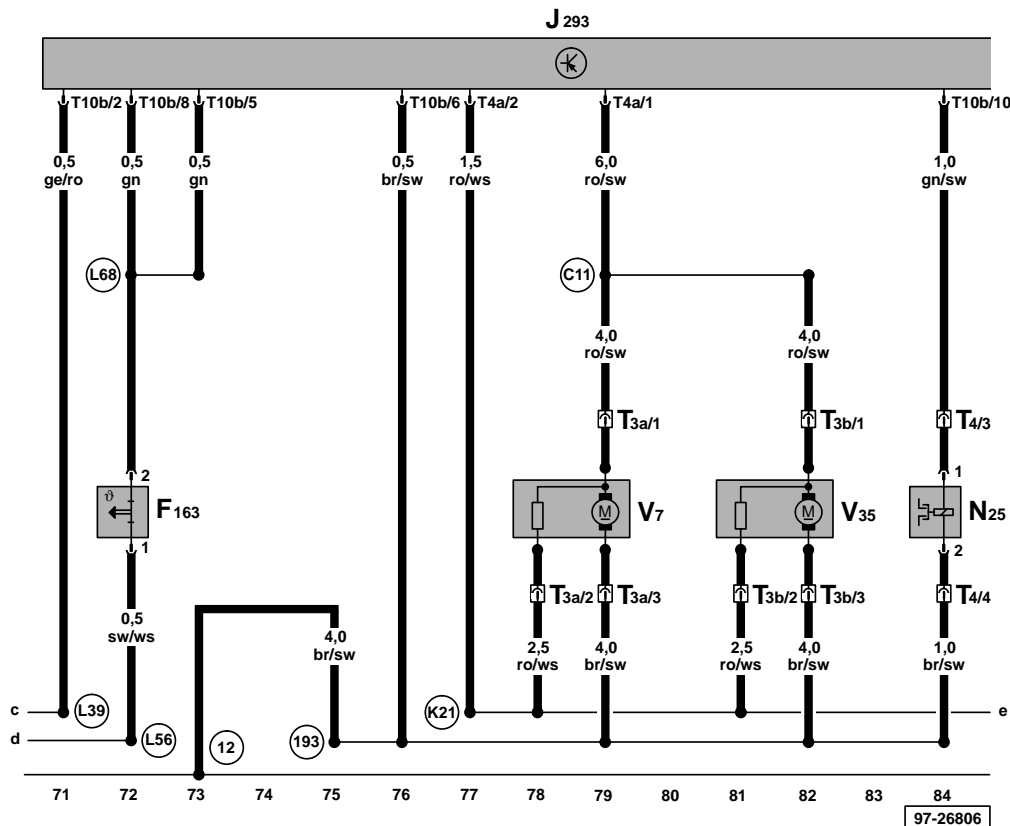 J 293
T10b/2 T10b/8 T10b/5 T10b/6 T4a/2 T4a/1 T10b/10
0,5 0,5 0,5 0,5 1,5 6,0 1,0
ge/ro gn gn br/sw ro/ws ro/sw gn/sw
L68 C11
4,0 4,0
ro/sw ro/sw
T3a/1 T3b/1 T4/3
2 1
ϑ F163 M V7 M V35 N25
1 2
T3a/2 T3a/3 T3b/2 T3b/3 T4/4
0,5
sw/ws
4,0 2,5 4,0 2,5 4,0 1,0
br/sw ro/ws br/sw ro/ws br/sw br/sw
c L39 K21 e
d L56 12 193
71 72 73 74 75 76 77 78 79 80 81 82 83 84
97-26806